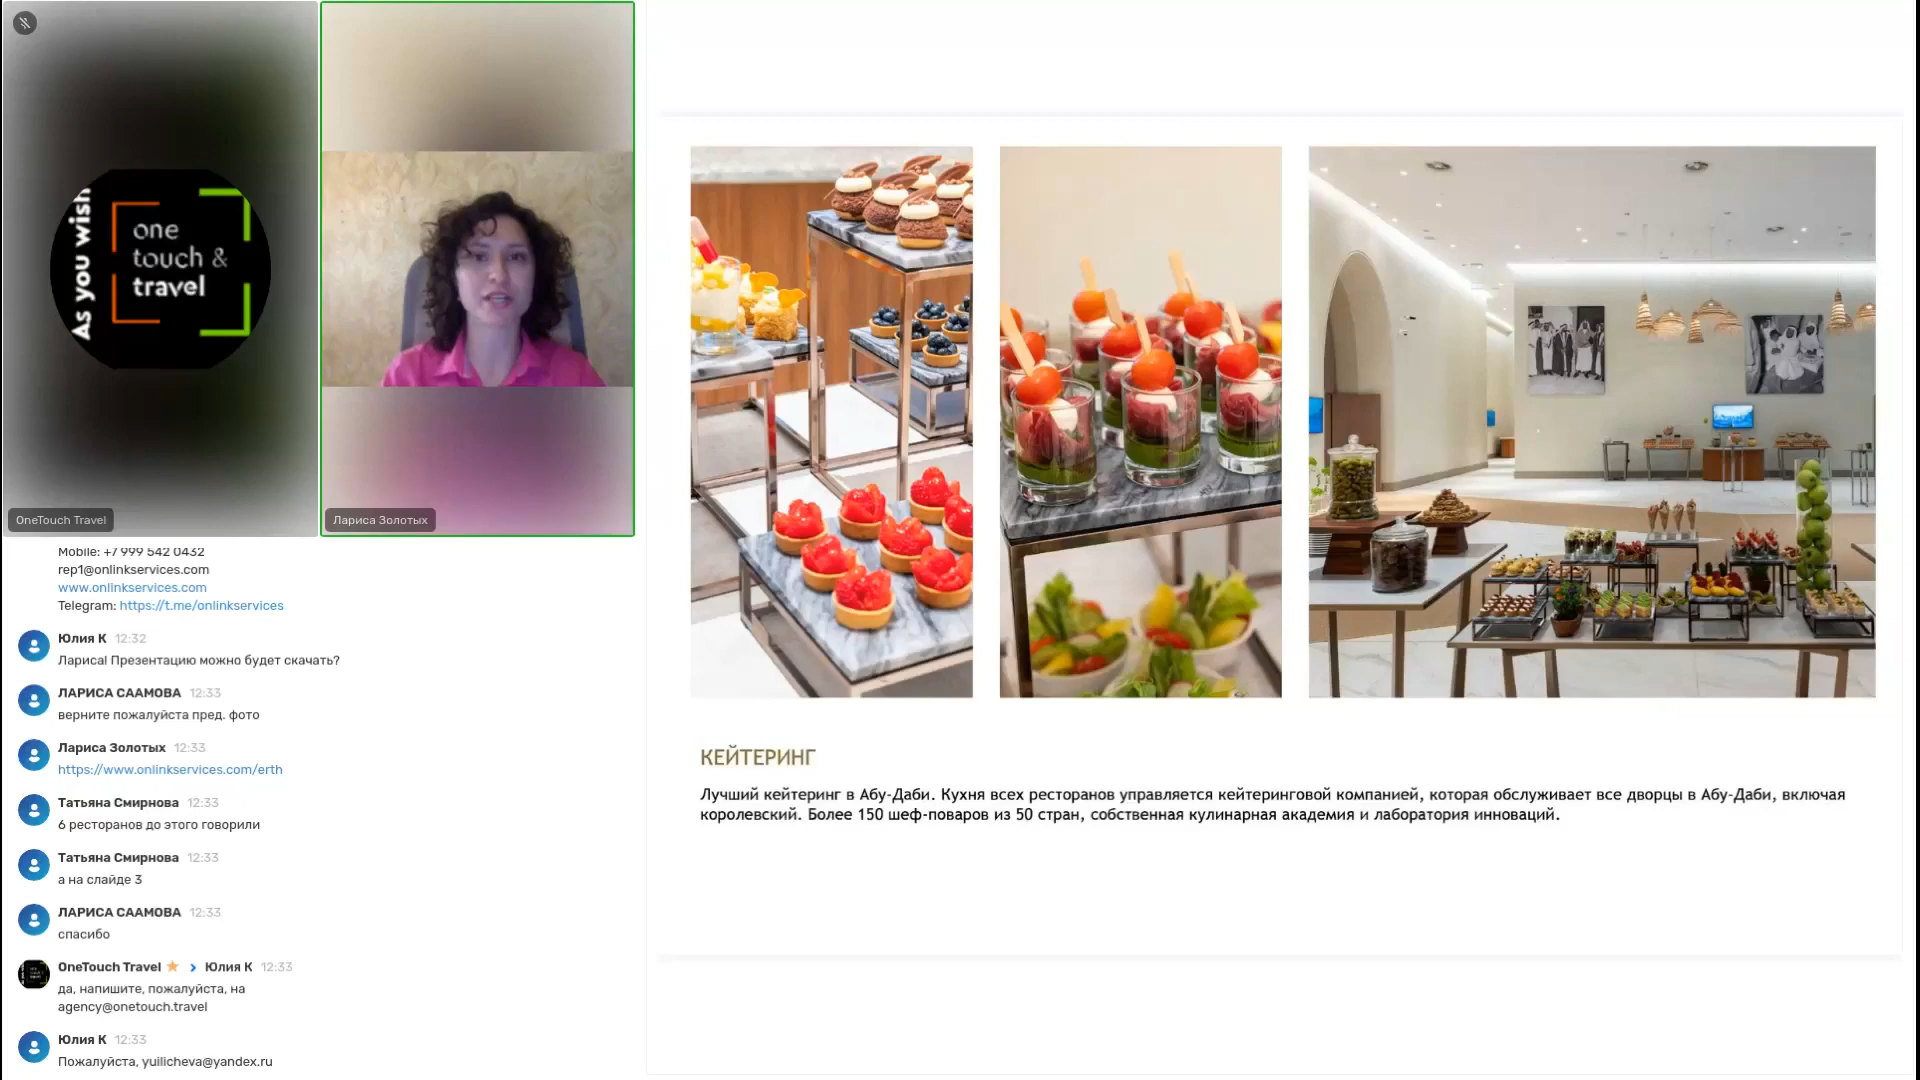 As you wish
one
touch &
travel
OneTouch Travel
Лариса Золотых
Mobile: +7 999 542 0432
rep1@onlinkservices.com
www.onlinkservices.com
Telegram: https://t.me/onlinkservices
Юлия К 12:32
Лариса! Презентацию можно будет скачать?
ЛАРИСА СААМОВА 12:33
верните пожалуйста пред. фото
Лариса Золотых 12:33
https://www.onlinkservices.com/erth
Татьяна Смирнова 12:33
6 ресторанов до этого говорили
Татьяна Смирнова 12:33
а на слайде 3
ЛАРИСА СААМОВА 12:33
спасибо
OneTouch Travel Юлия К 12:33
да, напишите, пожалуйста, на
agency@onetouch.travel
Юлия К 12:33
Пожалуйста, yuilicheva@yandex.ru
КЕЙТЕРИНГ
Лучший кейтеринг в Абу-Даби. Кухня всех ресторанов управляется кейтеринговой компанией, которая обслуживает все дворцы в Абу-Даби, включая
королевский. Более 150 шеф-поваров из 50 стран, собственная кулинарная академия и лаборатория инноваций.